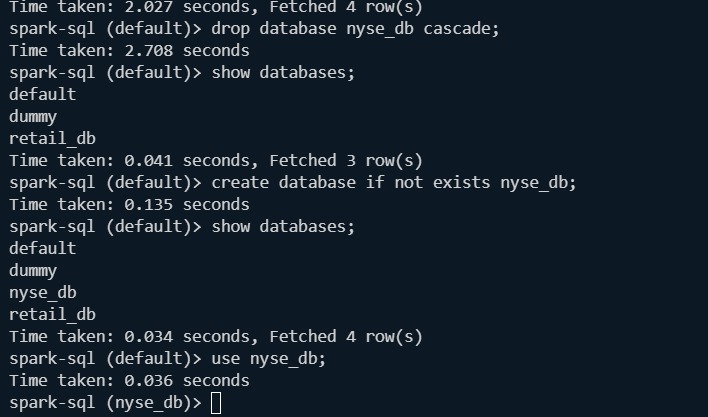 Time taken: 2.027 seconds, Fetched 4 row(s)
spark-sql (default)> drop database nyse_db cascade;
Time taken: 2.708 seconds
spark-sql (default)> show databases;
default
dummy
retail_db
Time taken: 0.041 seconds, Fetched 3 row(s)
spark-sql (default)> create database if not exists nyse_db;
Time taken: 0.135 seconds
spark-sql (default)> show databases;
default
dummy
nyse_db
retail_db
Time taken: 0.034 seconds, Fetched 4 row(s)
spark-sql (default)> use nyse_db;
Time taken: 0.036 seconds
spark-sql (nyse_db)>